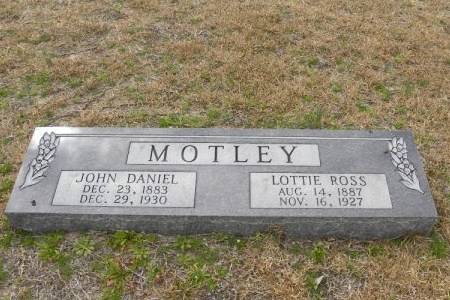 MOTLEY
JOHN DANIEL
DEC. 23, 1883
DEC. 29, 1930
LOTTIE ROSS
AUG. 14, 1887
NOV. 16, 1927